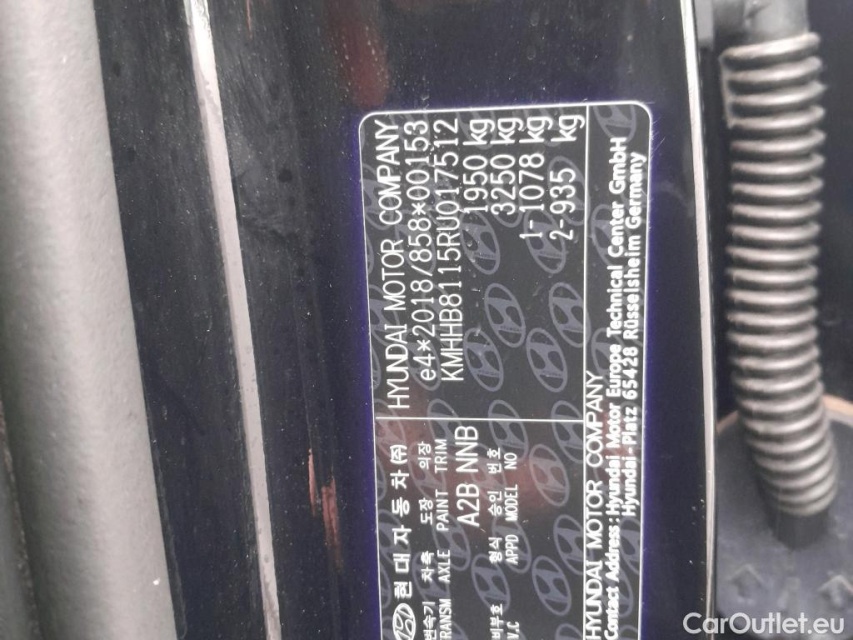 현대자동차(주) HYUNDAI MOTOR COMPANY
변속기 차축 도장 외장 e4*2018/858*00153
TRANSM AXLE PAINT TRIM KMHHB8115RU017512
A2B NNB 1950 kg
형식 승인 번호 3250 kg
APPD MODEL NO 1- 1078 kg
2- 935 kg
HYUNDAI MOTOR COMPANY
Contact Address : Hyundai Motor Europe Technical Center GmbH
Hyundai - Platz 65428 Rüsselsheim Germany
CarOutlet.eu